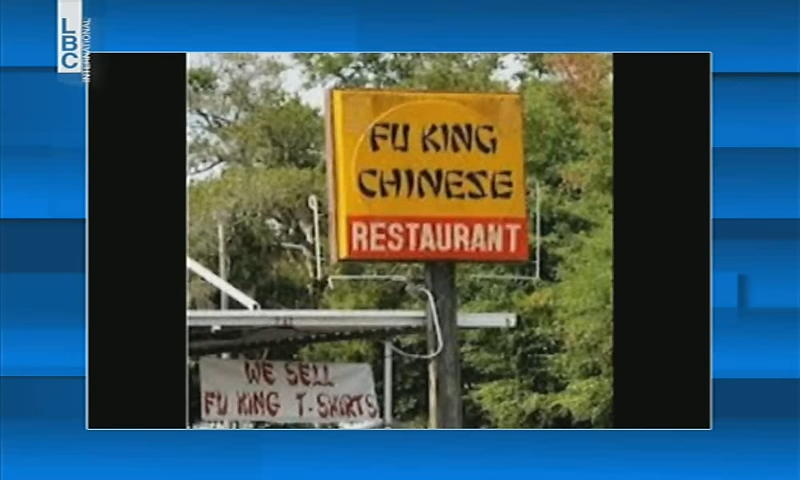 LBC
INTERNATIONAL
FU KING
CHINESE
RESTAURANT
WE SELL
FU KING T-SHIRTS